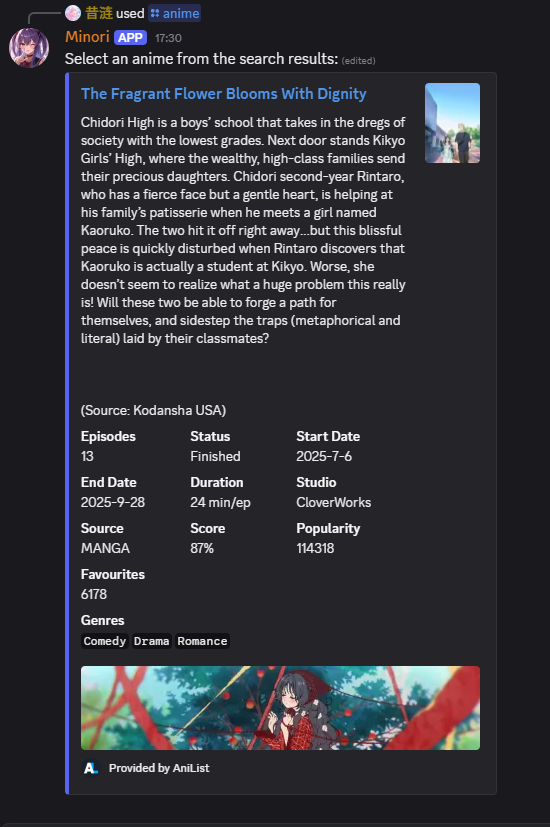 昔涟 used anime
Minori APP 17:30
Select an anime from the search results: (edited)
The Fragrant Flower Blooms With Dignity
Chidori High is a boys’ school that takes in the dregs of
society with the lowest grades. Next door stands Kikyo
Girls’ High, where the wealthy, high-class families send
their precious daughters. Chidori second-year Rintaro,
who has a fierce face but a gentle heart, is helping at
his family’s patisserie when he meets a girl named
Kaoruko. The two hit it off right away…but this blissful
peace is quickly disturbed when Rintaro discovers that
Kaoruko is actually a student at Kikyo. Worse, she
doesn’t seem to realize what a huge problem this really
is! Will these two be able to forge a path for
themselves, and sidestep the traps (metaphorical and
literal) laid by their classmates?
(Source: Kodansha USA)
Episodes Status Start Date
13 Finished 2025-7-6
End Date Duration Studio
2025-9-28 24 min/ep CloverWorks
Source Score Popularity
MANGA 87% 114318
Favourites
6178
Genres
Comedy Drama Romance
Provided by AniList